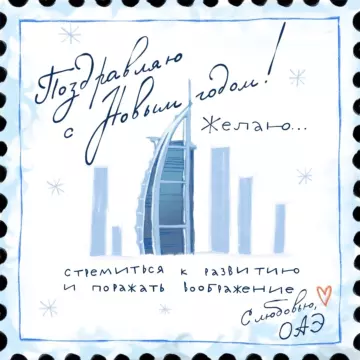 Поздравляю
с Новым годом!
Желаю...
стремиться к развитию
и поражать воображение
С любовью,
ОАЭ